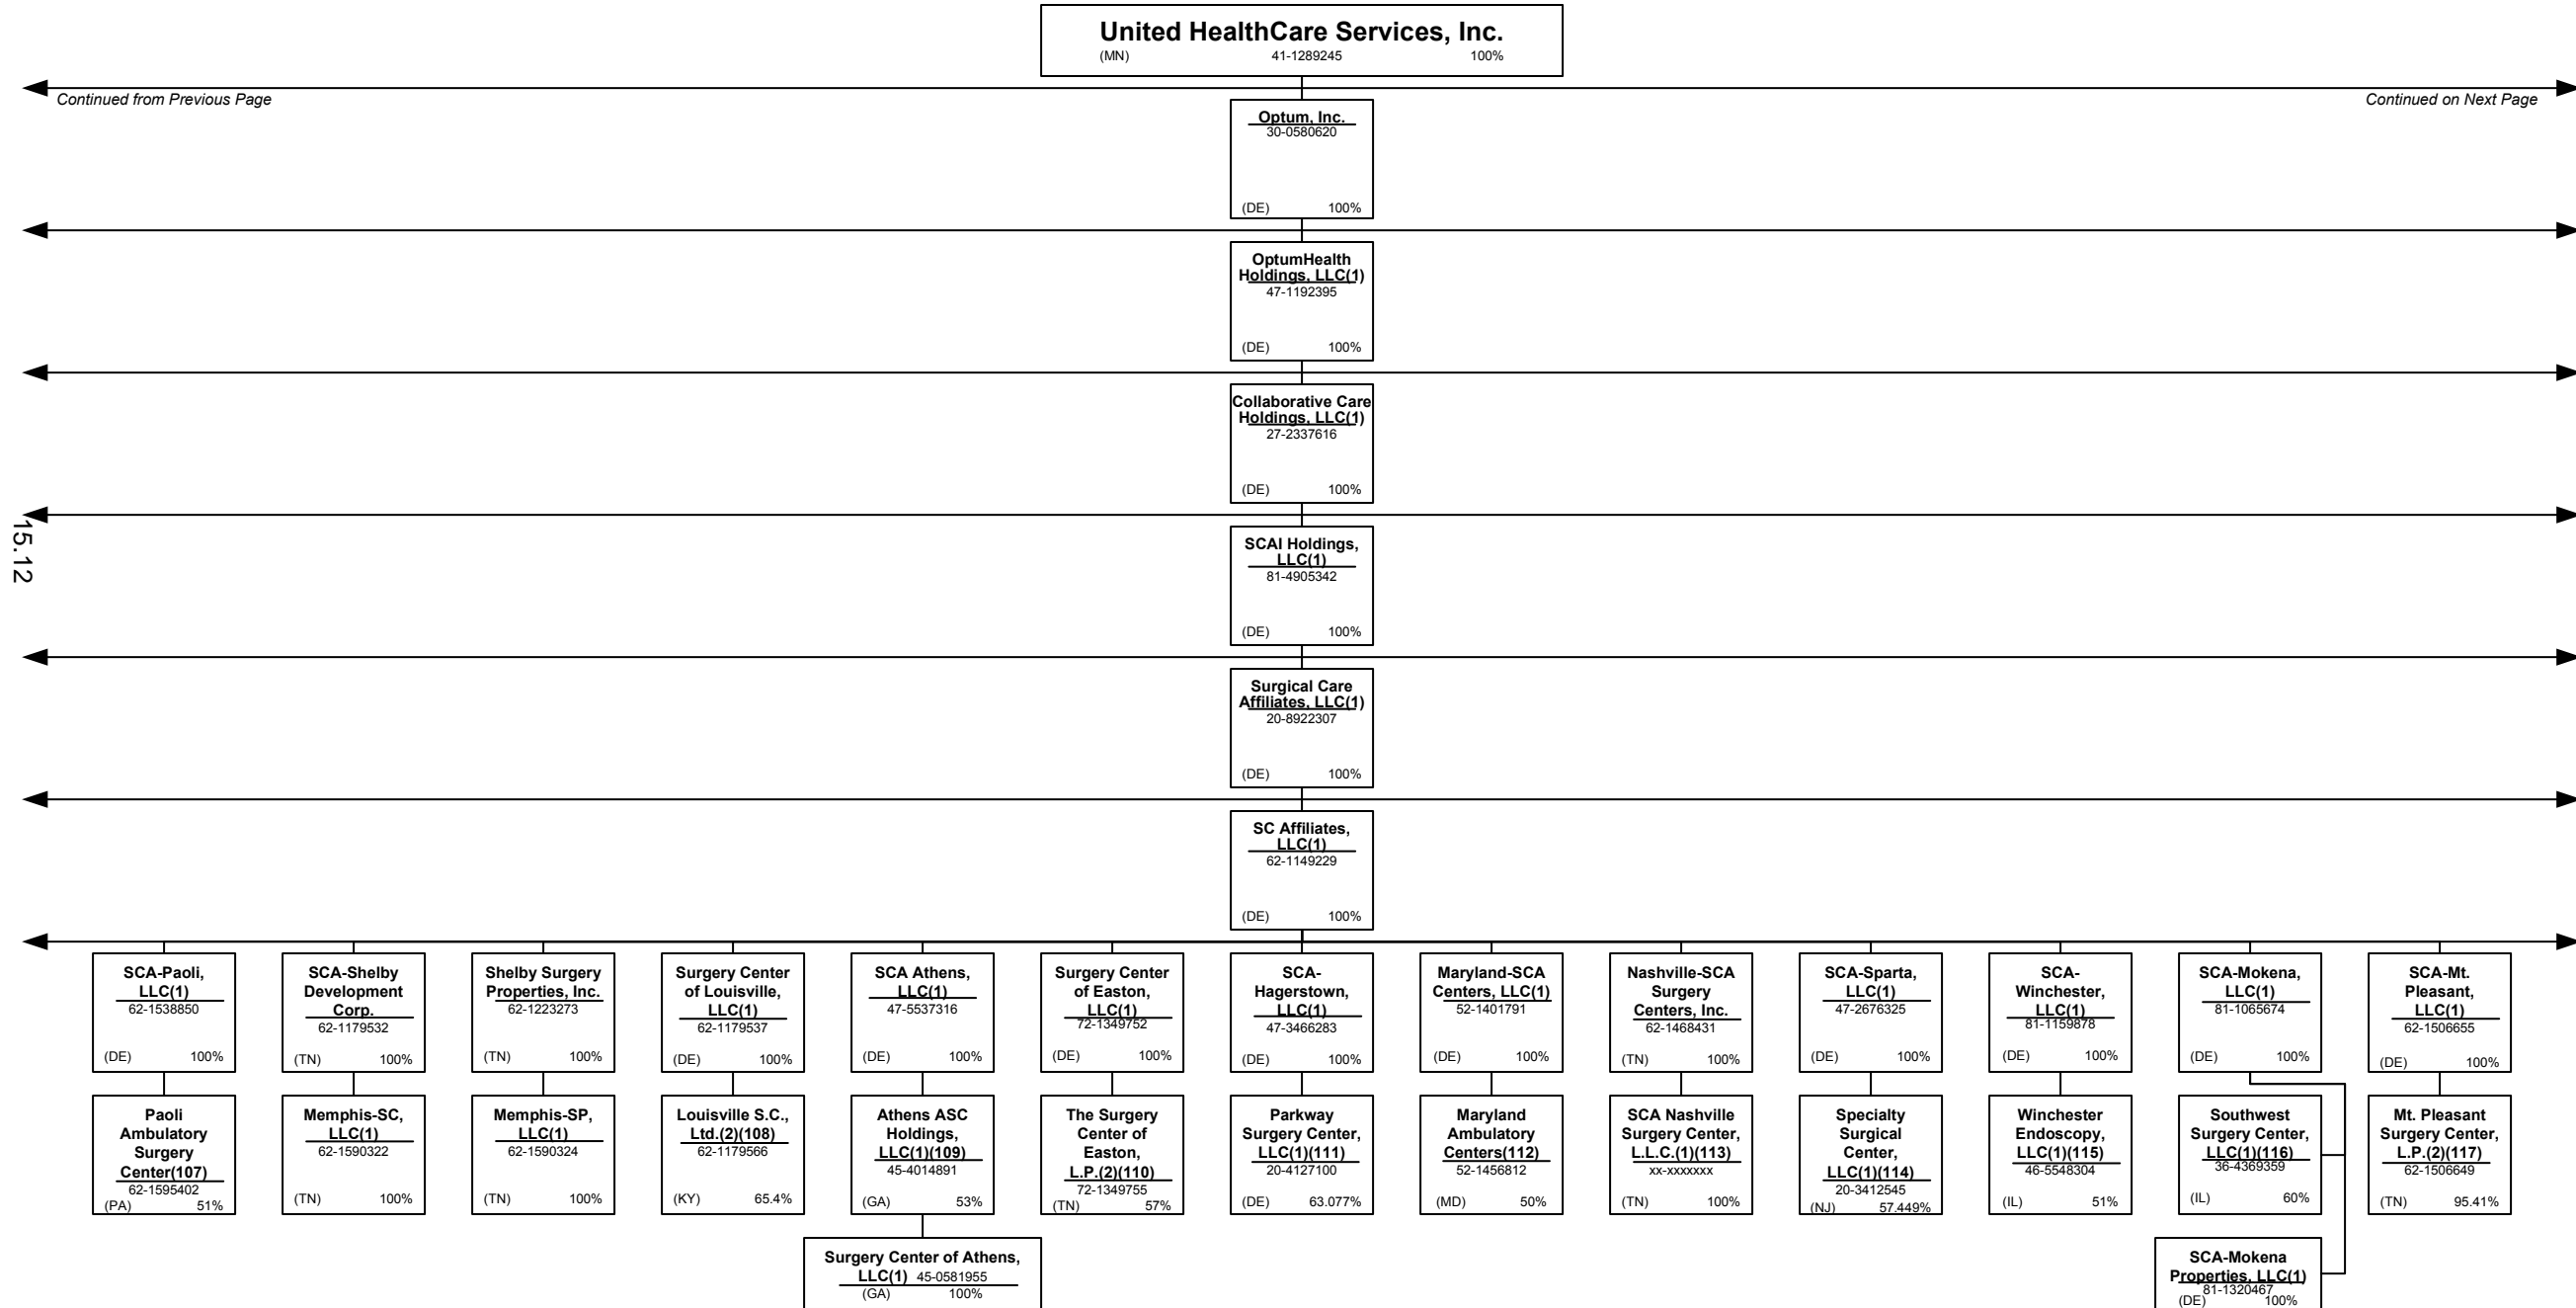 United HealthCare Services, Inc.
(MN) 41-1289245 100%
Continued from Previous Page
Continued on Next Page
Optum, Inc.
30-0580620
(DE) 100%
OptumHealth
Holdings, LLC(1)
47-1192395
(DE) 100%
Collaborative Care
Holdings, LLC(1)
27-2337616
(DE) 100%
15.12
SCAI Holdings,
LLC(1)
81-4905342
(DE) 100%
Surgical Care
Affiliates, LLC(1)
20-8922307
(DE) 100%
SC Affiliates,
LLC(1)
62-1149229
(DE) 100%
SCA-Paoli,
LLC(1)
62-1538850
(DE) 100%
SCA-Shelby
Development
Corp.
62-1179532
(TN) 100%
Shelby Surgery
Properties, Inc.
62-1223273
(TN) 100%
Surgery Center
of Louisville,
LLC(1)
62-1179537
(DE) 100%
SCA Athens,
LLC(1)
47-5537316
(DE) 100%
Surgery Center
of Easton,
LLC(1)
72-1349752
(DE) 100%
SCA-
Hagerstown,
LLC(1)
47-3466283
(DE) 100%
Maryland-SCA
Centers, LLC(1)
52-1401791
(DE) 100%
Nashville-SCA
Surgery
Centers, Inc.
62-1468431
(TN) 100%
SCA-Sparta,
LLC(1)
47-2676325
(DE) 100%
SCA-
Winchester,
LLC(1)
81-1159878
(DE) 100%
SCA-Mokena,
LLC(1)
81-1065674
(DE) 100%
SCA-Mt.
Pleasant,
LLC(1)
62-1506655
(DE) 100%
Paoli
Ambulatory
Surgery
Center(107)
62-1595402
(PA) 51%
Memphis-SC,
LLC(1)
62-1590322
(TN) 100%
Memphis-SP,
LLC(1)
62-1590324
(TN) 100%
Louisville S.C.,
Ltd.(2)(108)
62-1179566
(KY) 65.4%
Athens ASC
Holdings,
LLC(1)(109)
45-4014891
(GA) 53%
The Surgery
Center of
Easton,
L.P.(2)(110)
72-1349755
(TN) 57%
Parkway
Surgery Center,
LLC(1)(111)
20-4127100
(DE) 63.077%
Maryland
Ambulatory
Centers(112)
52-1456812
(MD) 50%
SCA Nashville
Surgery Center,
L.L.C.(1)(113)
xx-xxxxxxx
(TN) 100%
Specialty
Surgical
Center,
LLC(1)(114)
20-3412545
(NJ) 57.449%
Winchester
Endoscopy,
LLC(1)(115)
46-5548304
(IL) 51%
Southwest
Surgery Center,
LLC(1)(116)
36-4369359
(IL) 60%
Mt. Pleasant
Surgery Center,
L.P.(2)(117)
62-1506649
(TN) 95.41%
Surgery Center of Athens,
LLC(1) 45-0581955
(GA) 100%
SCA-Mokena
Properties, LLC(1)
81-1320467
(DE) 100%